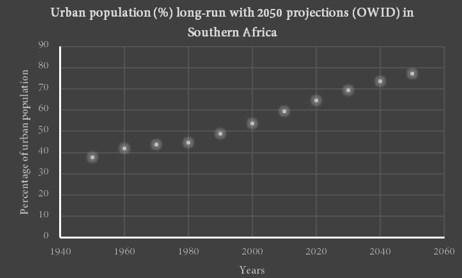 Urban population (%) long-run with 2050 projections (OWID) in
Southern Africa
Percentage of urban population
90
80
70
60
50
40
30
20
10
0
1940 1960 1980 2000 2020 2040 2060
Years